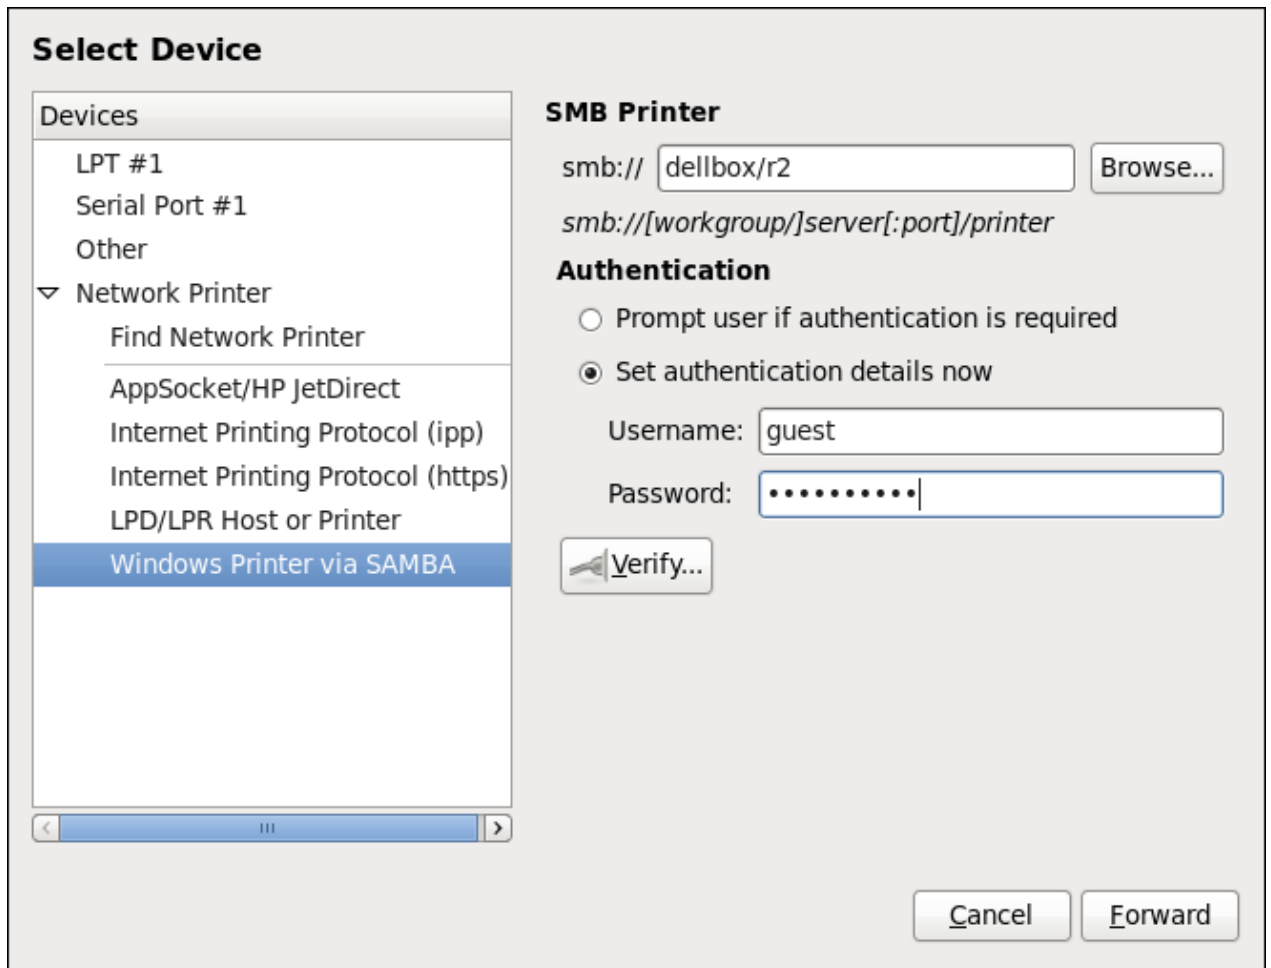 Select Device
Devices
LPT #1
Serial Port #1
Other
Network Printer
Find Network Printer
AppSocket/HP JetDirect
Internet Printing Protocol (ipp)
Internet Printing Protocol (https)
LPD/LPR Host or Printer
Windows Printer via SAMBA
SMB Printer
smb:// dellbox/r2 Browse...
smb://[workgroup/]server[:port]/printer
Authentication
Prompt user if authentication is required
Set authentication details now
Username: guest
Password: ••••••••••
Verify...
Cancel Forward